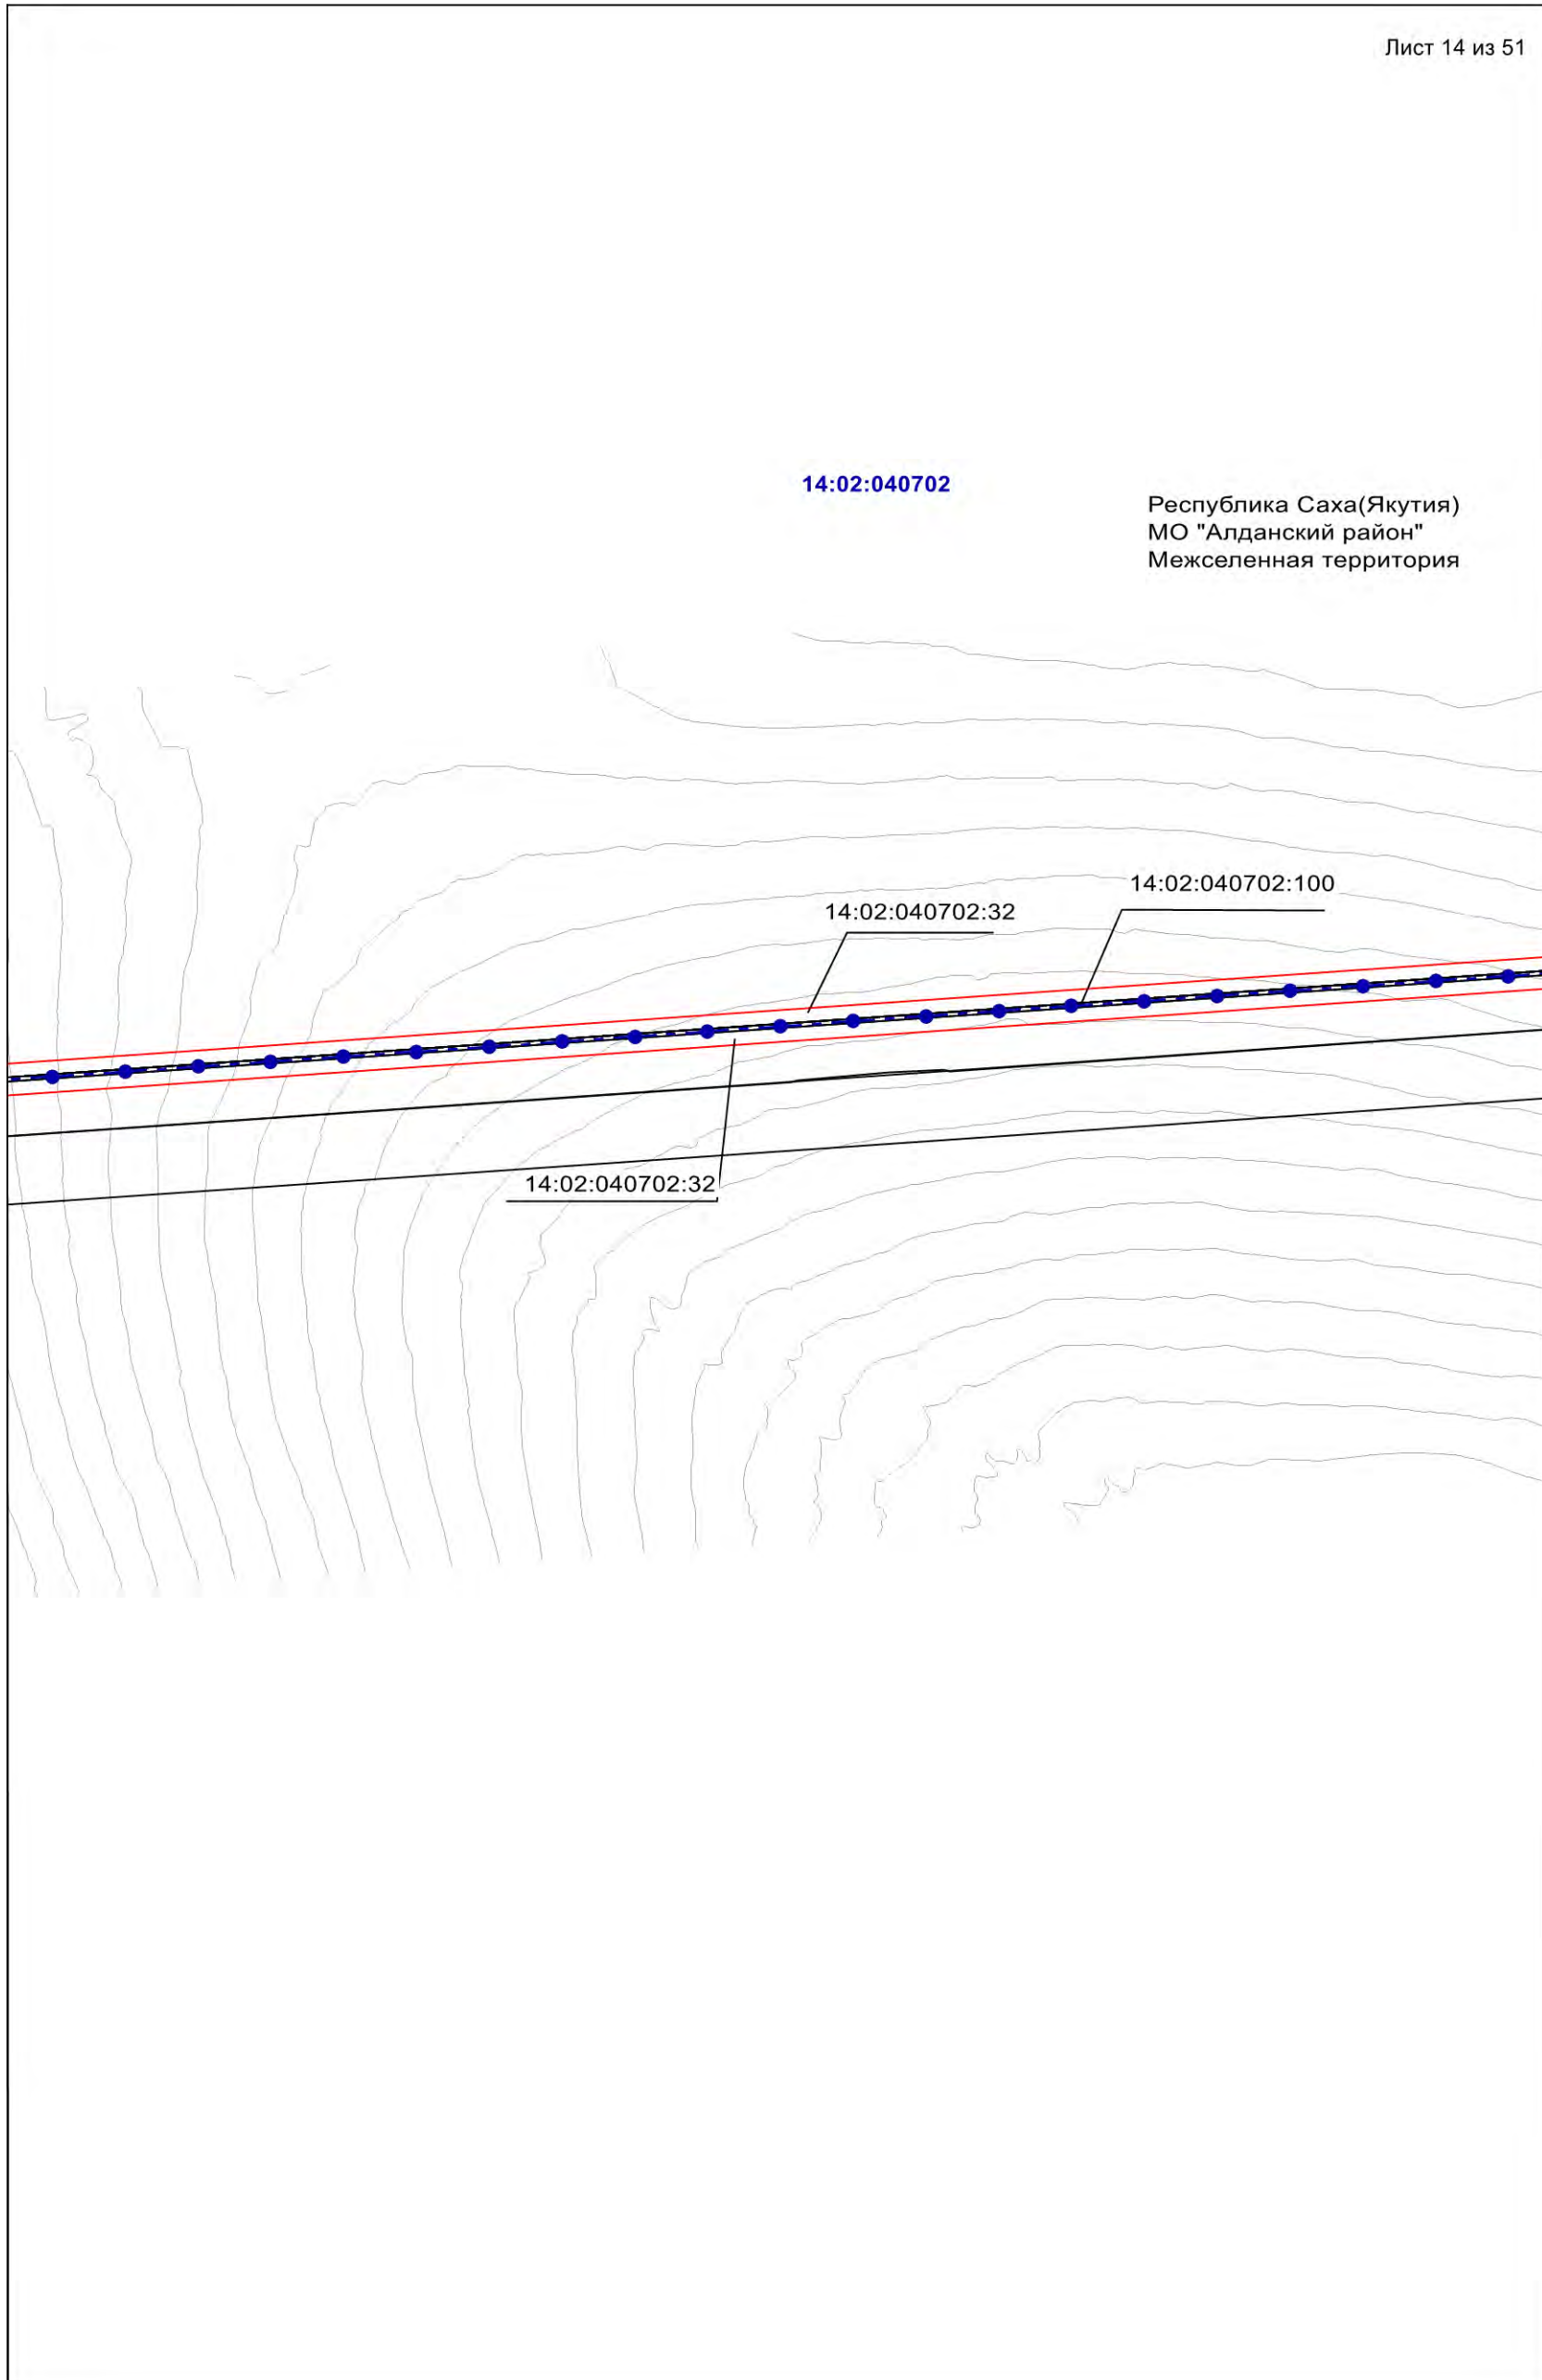 Лист 14 из 51
14:02:040702
Республика Саха(Якутия)
МО "Алданский район"
Межселенная территория
14:02:040702:100
14:02:040702:32
14:02:040702:32